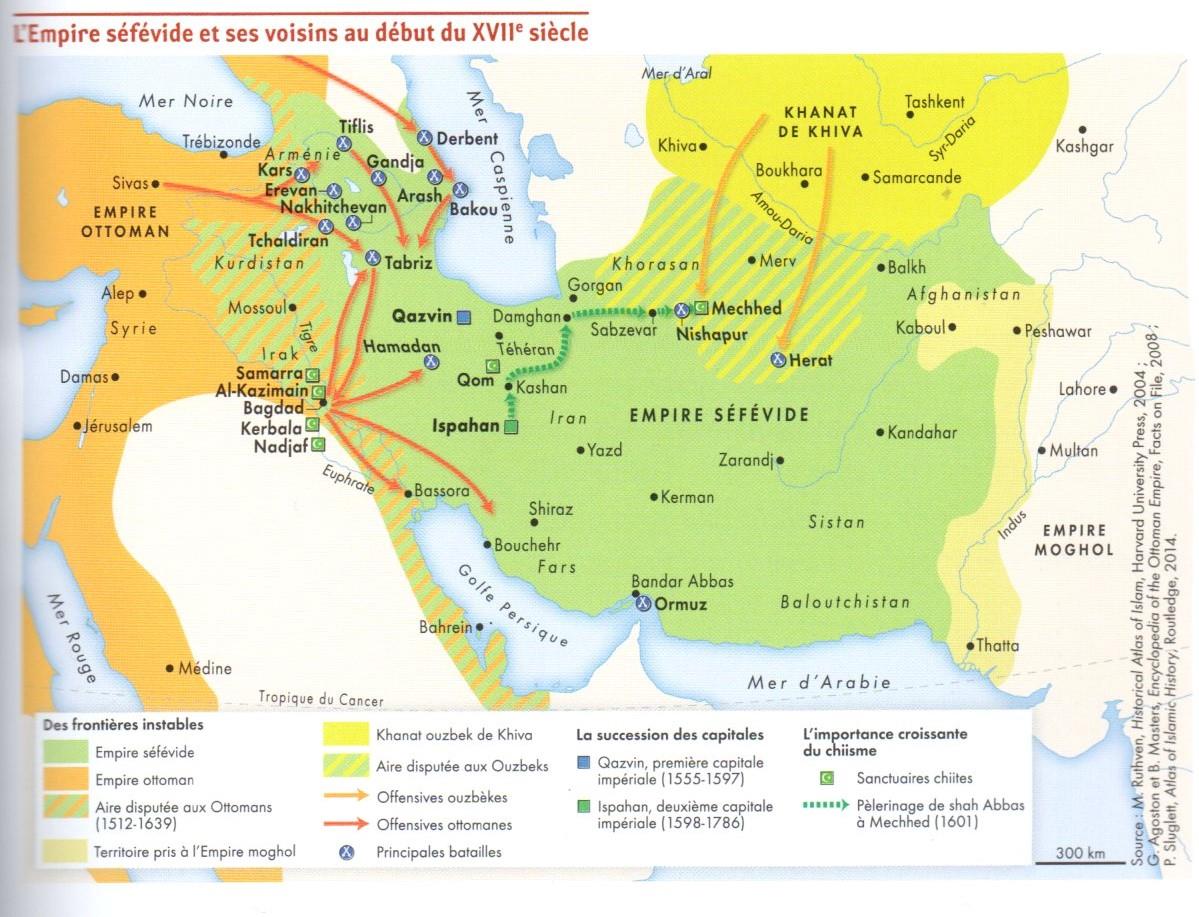 L'Empire séfévide et ses voisins au début du XVIIe siècle
Mer d'Aral
Mer Noire
Mer Caspienne
KHANAT
DE KHIVA
Tashkent
Syr-Daria
Kashgar
Khiva
Boukhara
Samarcande
Amou-Daria
Tiflis
Derbent
Trébizonde
Arménie
Gandja
Kars
Sivas
Erevan
Arash
Nakhitchevan
Bakou
EMPIRE
OTTOMAN
Tchaldiran
Kurdistan
Tabriz
Khorasan
Merv
Balkh
Gorgan
Afghanistan
Alep
Mossoul
Qazvin
Damghan
Mechhed
Sabzevar
Nishapur
Syrie
Tigre
Téhéran
Kaboul
Peshawar
Irak
Hamadan
Herat
Samarra
Damas
Qom
Al-Kazimain
Kashan
Lahore
Bagdad
Jérusalem
Kerbala
Ispahan
Iran
EMPIRE SÉFÉVIDE
Nadjaf
Kandahar
Yazd
Zarandj
Multan
Euphrate
Bassora
Kerman
Shiraz
Sistan
Indus
Bouchehr
EMPIRE
MOGHOL
Fars
Golfe Persique
Bandar Abbas
Ormuz
Baloutchistan
Mer Rouge
Bahrein
Thatta
Médine
Mer d'Arabie
Tropique du Cancer
Des frontières instables
Empire séfévide
Empire ottoman
Aire disputée aux Ottomans
(1512-1639)
Territoire pris à l'Empire moghol
Khanat ouzbek de Khiva
Aire disputée aux Ouzbeks
Offensives ouzbèkes
Offensives ottomanes
Principales batailles
La succession des capitales
Qazvin, première capitale
impériale (1555-1597)
Ispahan, deuxième capitale
impériale (1598-1786)
L'importance croissante
du chiisme
Sanctuaires chiites
Pèlerinage de shah Abbas
à Mechhed (1601)
300 km
Source : M. Ruthven, Historical Atlas of Islam, Harvard University Press, 2004 ;
G. Agoston et B. Masters, Encyclopedia of the Ottoman Empire, Facts on File, 2008 ;
P. Sluglett, Atlas of Islamic History, Routledge, 2014.